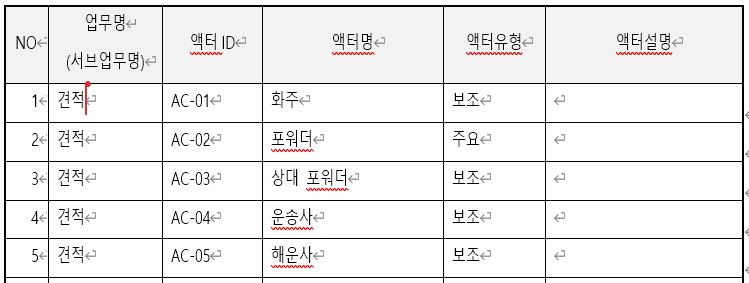 NO 업무명 (서브업무명) 액터 ID 액터명 액터유형 액터설명
1 견적 AC-01 화주 보조
2 견적 AC-02 포워더 주요
3 견적 AC-03 상대 포워더 보조
4 견적 AC-04 운송사 보조
5 견적 AC-05 해운사 보조